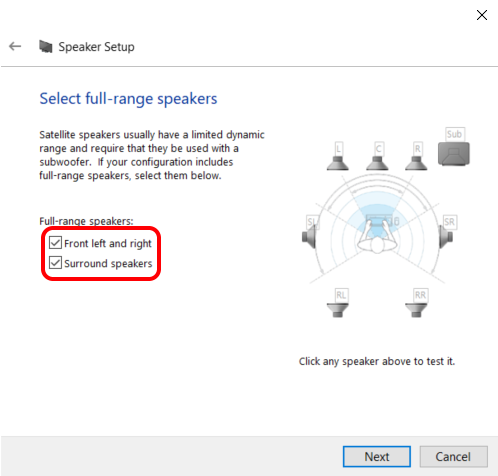 Speaker Setup
Select full-range speakers
Satellite speakers usually have a limited dynamic
range and require that they be used with a
subwoofer.  If your configuration includes
full-range speakers, select them below.
Full-range speakers:
Front left and right
Surround speakers
L
C
R
Sub
SL
SR
RL
RR
Click any speaker above to test it.
Next
Cancel